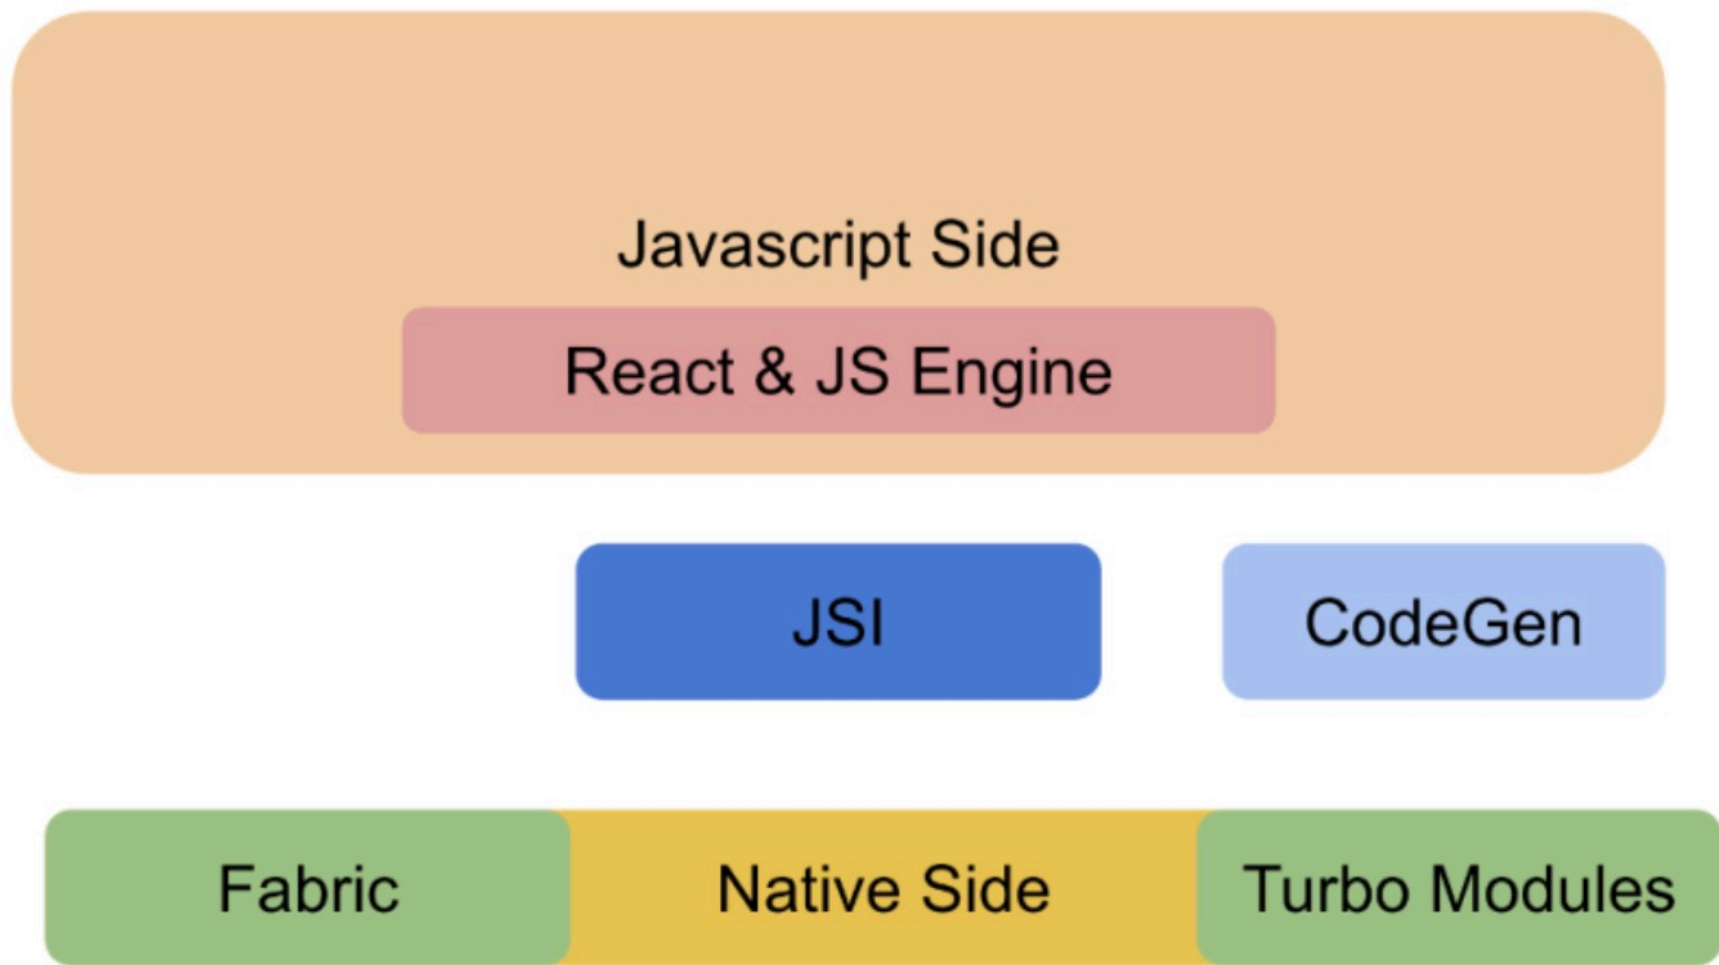 Javascript Side
React & JS Engine
JSI
CodeGen
Fabric
Native Side
Turbo Modules